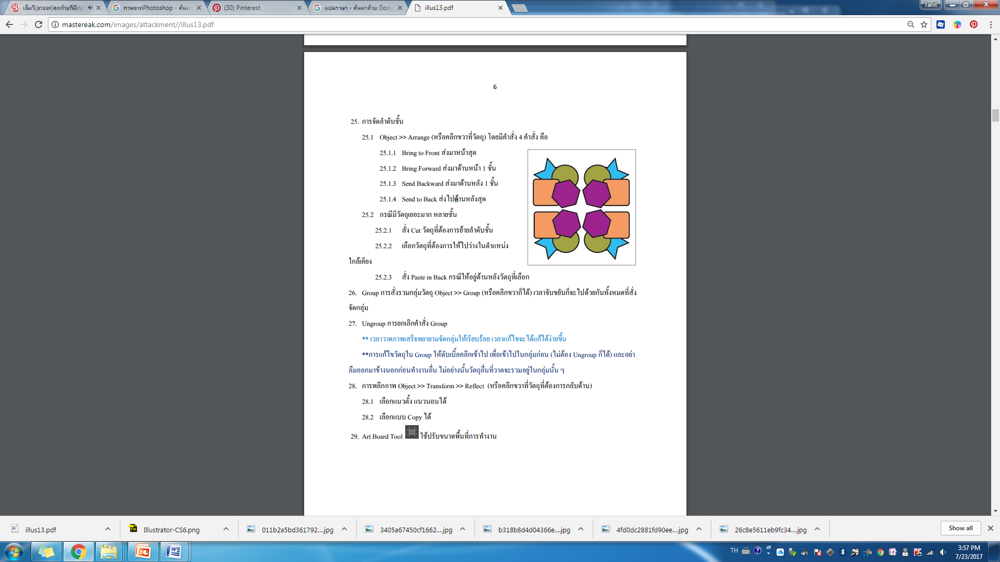 เจ็มวิ(อาจจะ)สุดท้ายที่มีเซ
ภาพจากPhotoshop - ค้นหา
(30) Pinterest
แปลภาษา - ค้นหาด้วย Goog
illus13.pdf
Tanit
mastereak.com/images/attackment//illus13.pdf
6
25. การจัดลำดับชั้น
25.1 Object >> Arrange (หรือคลิกขวาที่วัตถุ) โดยมีคำสั่ง 4 คำสั่ง คือ
25.1.1 Bring to Front ส่งมาหน้าสุด
25.1.2 Bring Forward ส่งมาด้านหน้า 1 ชั้น
25.1.3 Send Backward ส่งมาด้านหลัง 1 ชั้น
25.1.4 Send to Back ส่งไปด้านหลังสุด
25.2 กรณีมีวัตถุเยอะมาก หลายชั้น
25.2.1 สั่ง Cut วัตถุที่ต้องการย้ายลำดับชั้น
25.2.2 เลือกวัตถุที่ต้องการให้ไปว่างในตำแหน่ง
ใกล้เคียง
25.2.3 สั่ง Paste in Back กรณีให้อยู่ด้านหลังวัตถุที่เลือก
26. Group การสั่งรวมกลุ่มวัตถุ Object >> Group (หรือคลิกขวาก็ได้) เวลาจับขยับก็จะไปด้วยกันทั้งหมดที่สั่ง
จัดกลุ่ม
27. Ungroup การยกเลิกคำสั่ง Group
** เวลาวาดภาพเสร็จพยายามจัดกลุ่มให้เรียบร้อย เวลาแก้ไขจะได้แก้ได้ง่ายขึ้น
**การแก้ไขวัตถุใน Group ให้ดับเบิ้ลคลิกเข้าไป เพื่อเข้าไปในกลุ่มก่อน (ไม่ต้อง Ungroup ก็ได้) และอย่า
ลืมออกมาข้างนอกก่อนทำงานอื่น ไม่อย่างนั้นวัตถุอื่นที่วาดจะรวมอยู่ในกลุ่มนั้น ๆ
28. การพลิกภาพ Object >> Transform >> Reflect (หรือคลิกขวาที่วัตถุที่ต้องการกลับด้าน)
28.1 เลือกแนวตั้ง แนวนอนได้
28.2 เลือกแบบ Copy ได้
29. Art Board Tool ใช้ปรับขนาดพื้นที่การทำงาน
illus13.pdf
Illustrator-CS6.png
011b2a5bd361792....jpg
3405a67450cf1662....jpg
b318b8d4d04366e....jpg
4fd0dc2881fd90ee....jpg
26c8e5611eb9fc34....jpg
Show all
TH
3:57 PM
7/23/2017